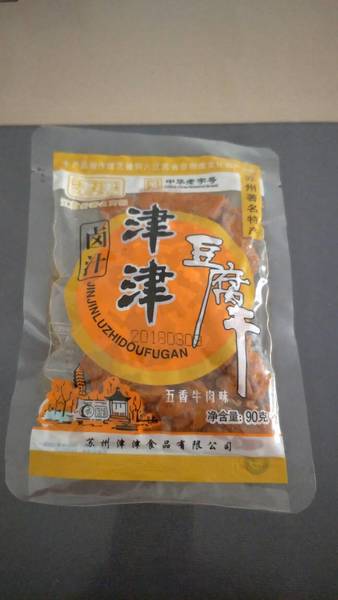 中华老字号
苏州著名特产
卤汁
津津
豆腐干
JINJINLUZHIDOUFUGAN
五香牛肉味
净含量:90克
苏州津津食品有限公司